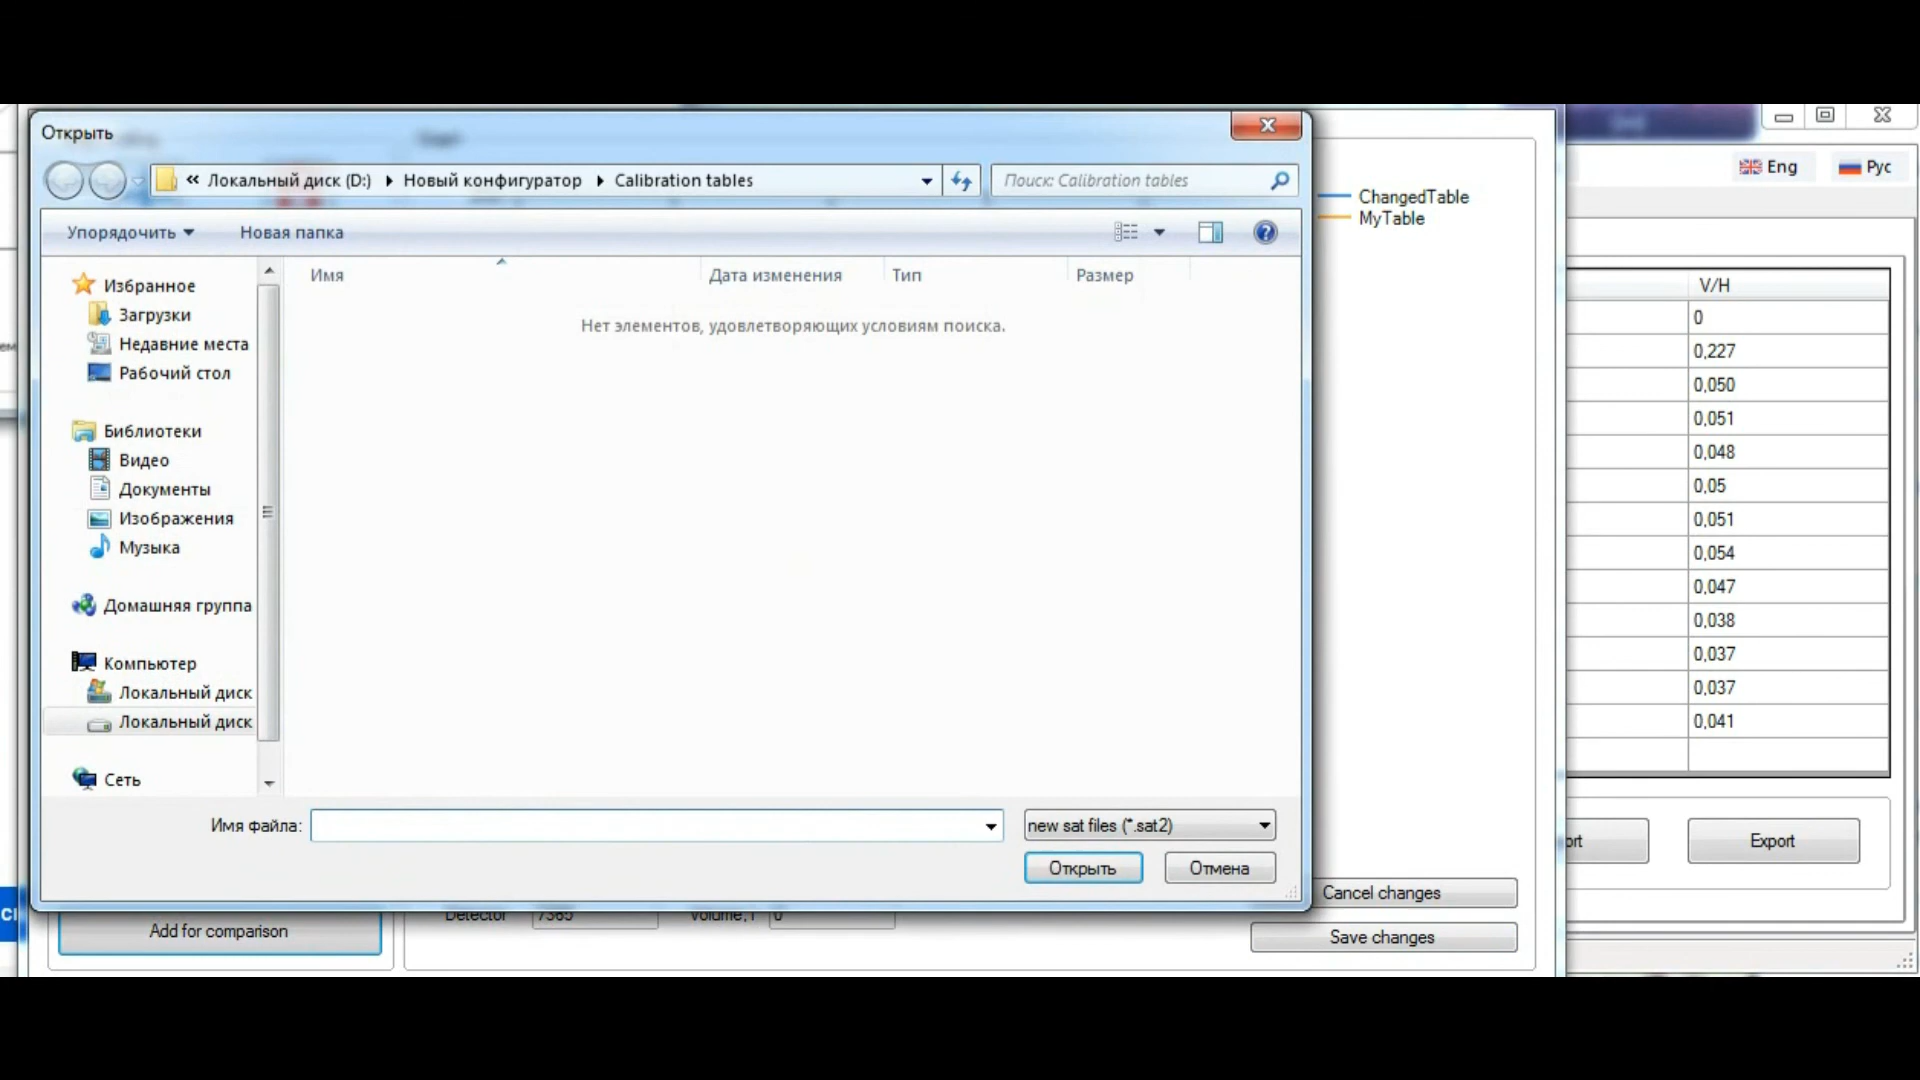 Открыть
« Локальный диск (D:) Новый конфигуратор Calibration tables
Поиск: Calibration tables
Упорядочить
Новая папка
Избранное
Загрузки
Недавние места
Рабочий стол
Библиотеки
Видео
Документы
Изображения
Музыка
Домашняя группа
Компьютер
Локальный диск
Локальный диск
Сеть
Имя
Дата изменения
Тип
Размер
Нет элементов, удовлетворяющих условиям поиска.
Имя файла:
new sat files (*.sat2)
Открыть
Отмена
ChangedTable
MyTable
Eng
Рус
V/H
0
0,227
0,050
0,051
0,048
0,05
0,051
0,054
0,047
0,038
0,037
0,037
0,041
Export
Cancel changes
Save changes
Add for comparison
Detector
7365
Volume, l
0